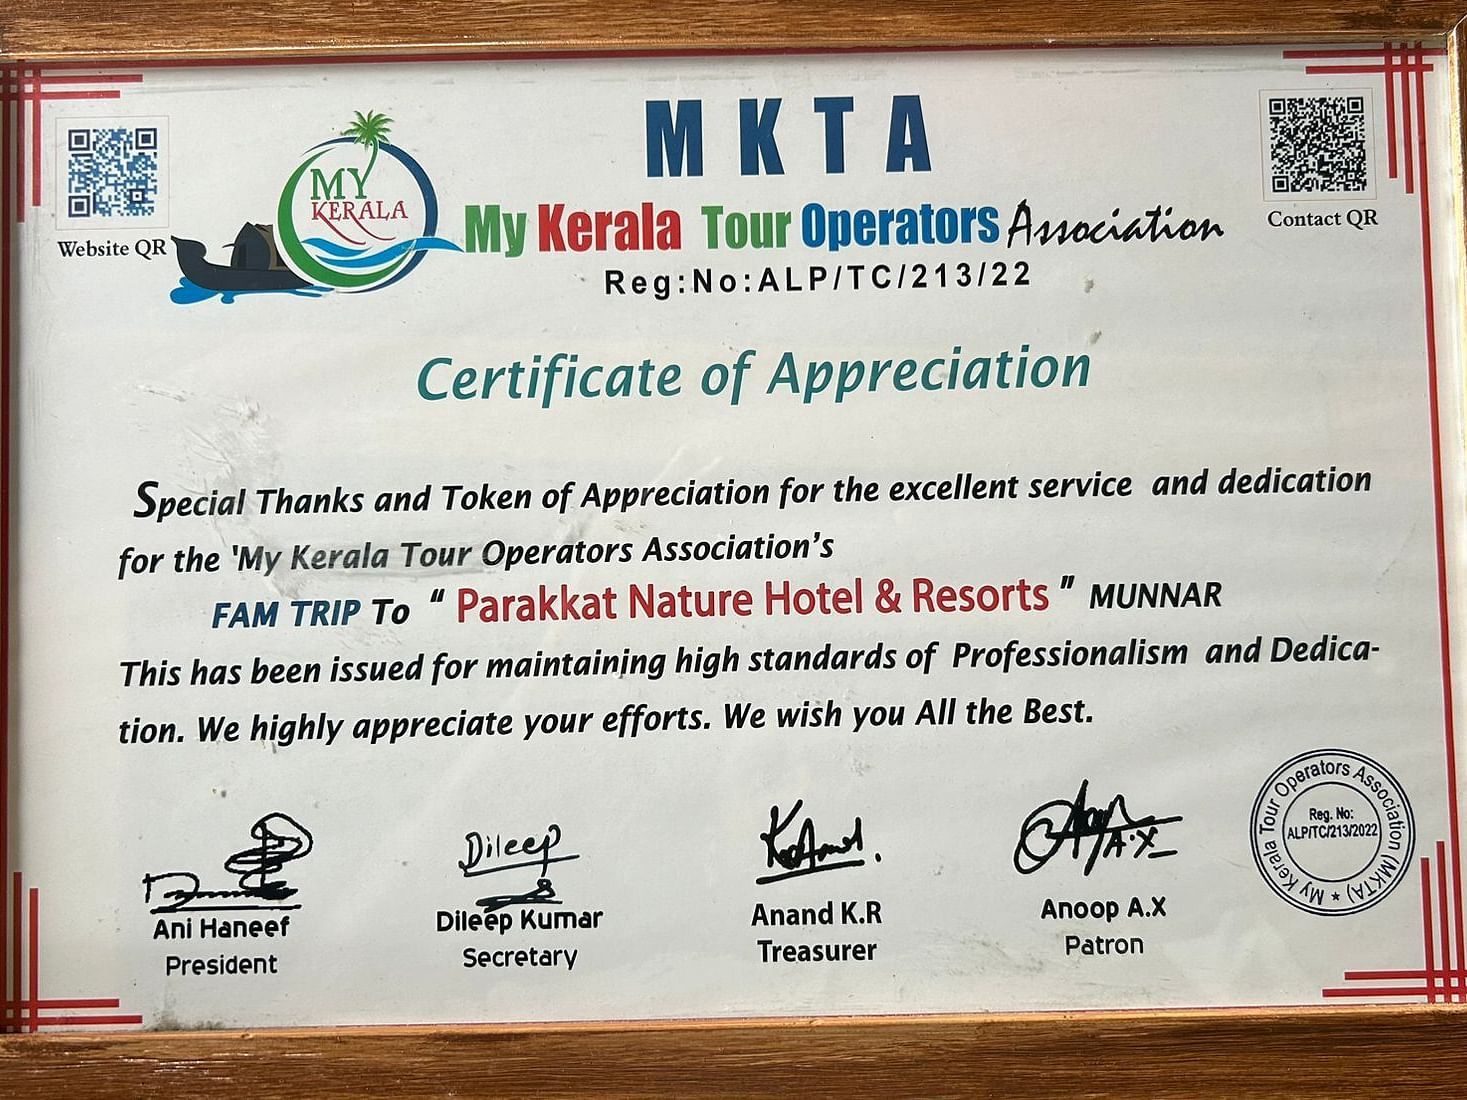 MKTA
My Kerala Tour Operators Association
Reg:No:ALP/TC/213/22
Website QR
MY
KERALA
Contact QR
Certificate of Appreciation
Special Thanks and Token of Appreciation for the excellent service and dedication
for the 'My Kerala Tour Operators Association's
FAM TRIP To “ Parakkat Nature Hotel & Resorts ” MUNNAR
This has been issued for maintaining high standards of Professionalism and Dedica-
tion. We highly appreciate your efforts. We wish you All the Best.
Dileep
A.X
Ani Haneef
President
Dileep Kumar
Secretary
Anand K.R
Treasurer
Anoop A.X
Patron
My Kerala Tour Operators Association (MKTA) ★
Reg. No:
ALP/TC/213/2022